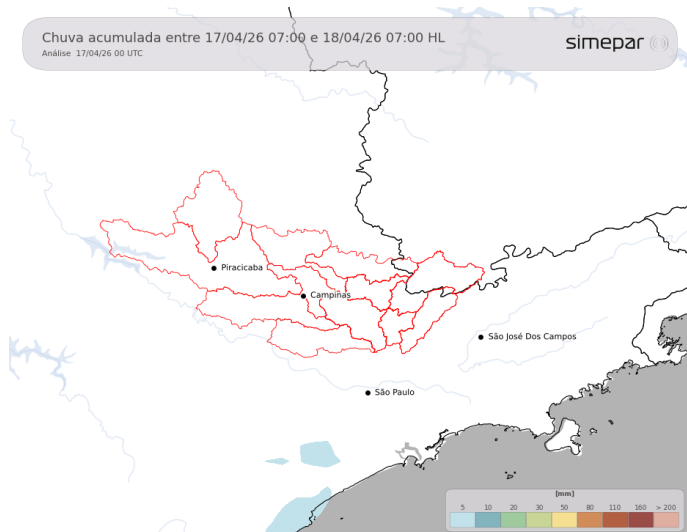 Chuva acumulada entre 17/04/26 07:00 e 18/04/26 07:00 HL
Análise 17/04/26 00 UTC
simepar
Piracicaba
Campinas
São José Dos Campos
São Paulo
[mm]
5 10 20 30 50 80 110 160 > 200